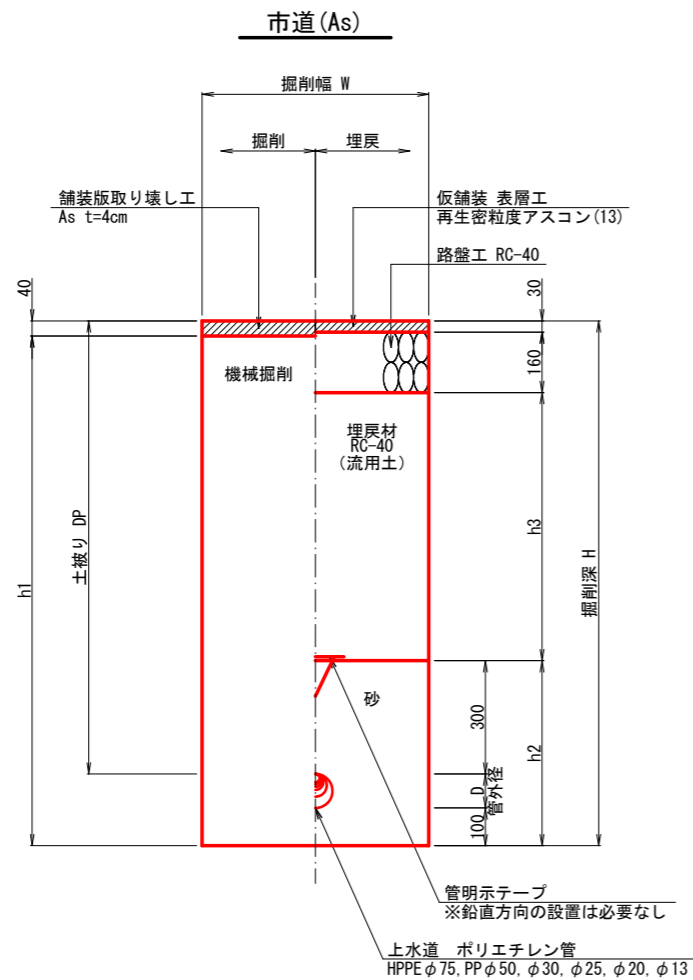 市道(As)
掘削幅 W
掘削
埋戻
舗装版取り壊し工
As t=4cm
仮舗装 表層工
再生密粒度アスコン(13)
路盤工 RC-40
40
30
160
機械掘削
埋戻材
RC-40
(流用土)
土被り DP
h1
h3
掘削深 H
砂
300
h2
D
管外径
100
管明示テープ
※鉛直方向の設置は必要なし
上水道 ポリエチレン管
HPPEφ75, PPφ50, φ30, φ25, φ20, φ13